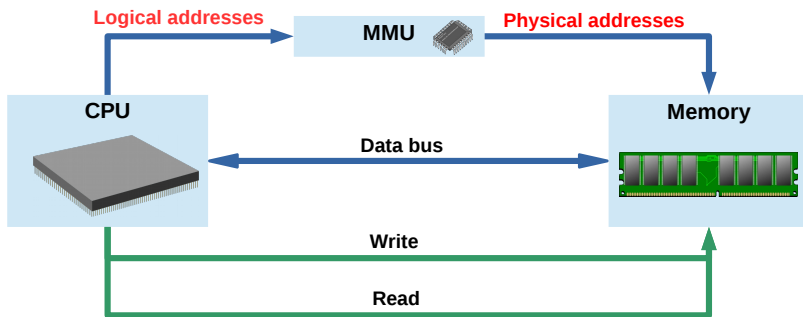 Logical addresses
MMU
Physical addresses
CPU
Memory
Data bus
Write
Read